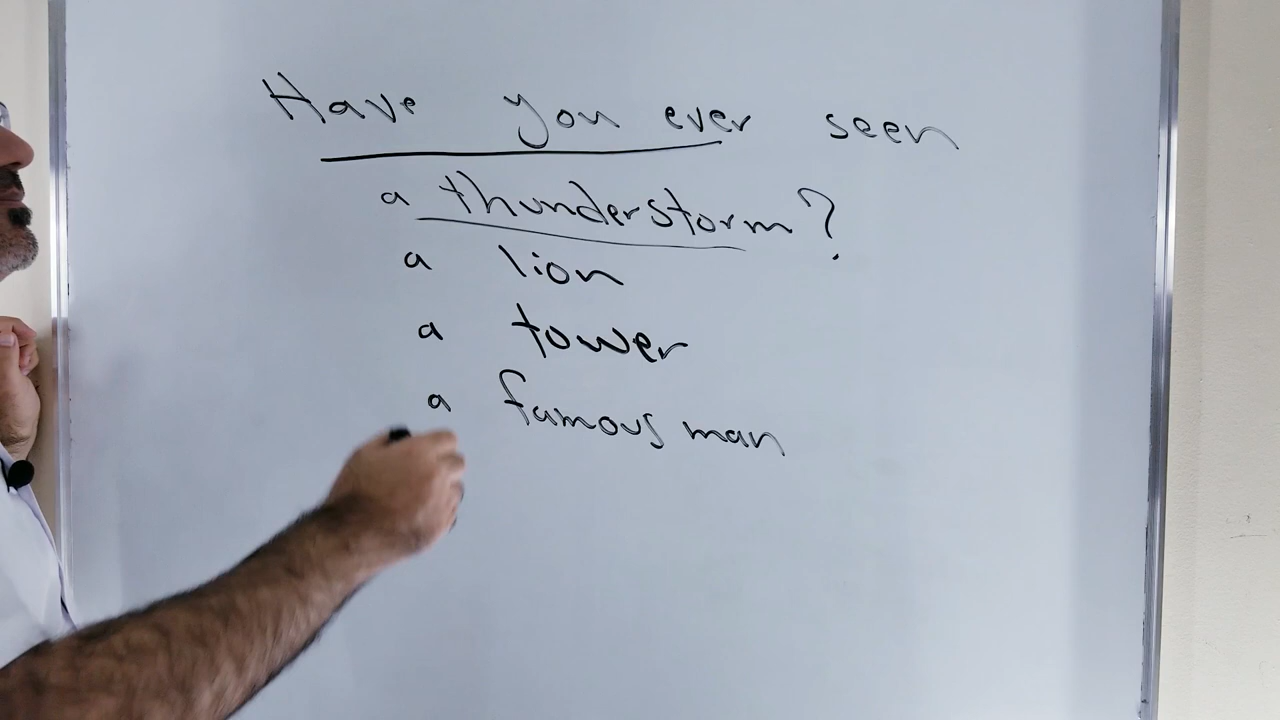 Have you ever seen
a thunderstorm?
a lion
a tower
a famous man